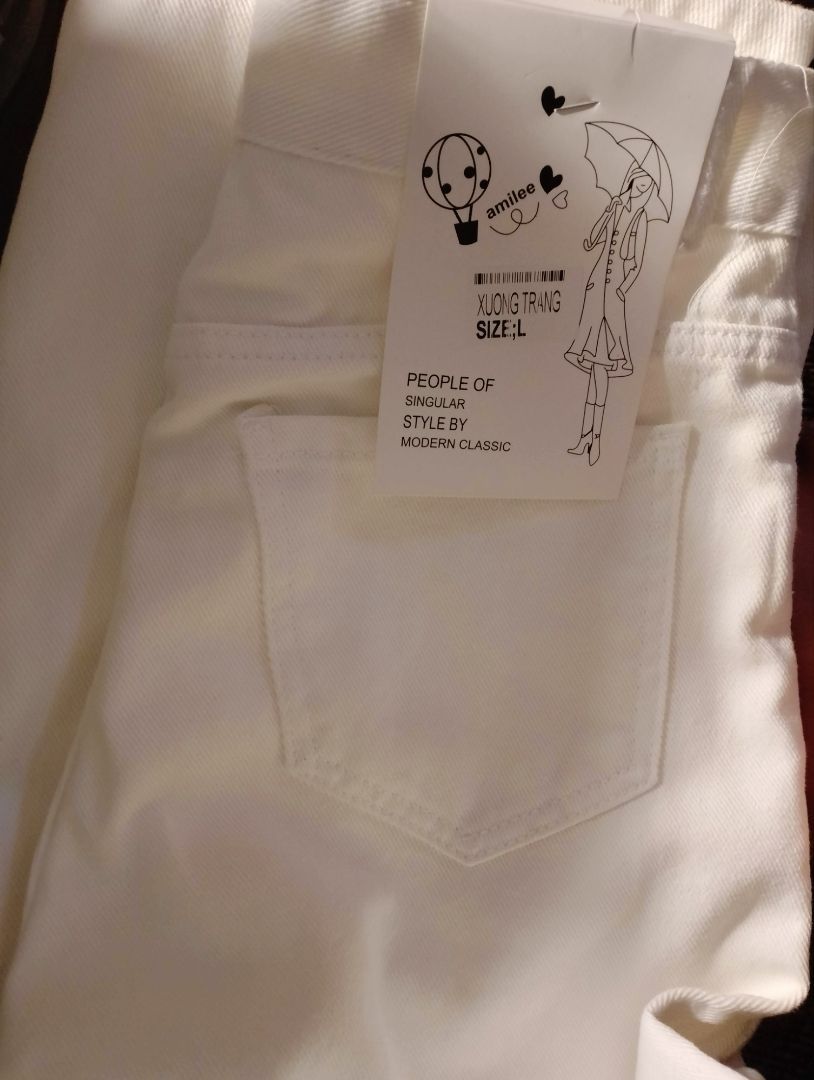 amilee
XUONG TRANG
SIZE;L
PEOPLE OF
SINGULAR
STYLE BY
MODERN CLASSIC